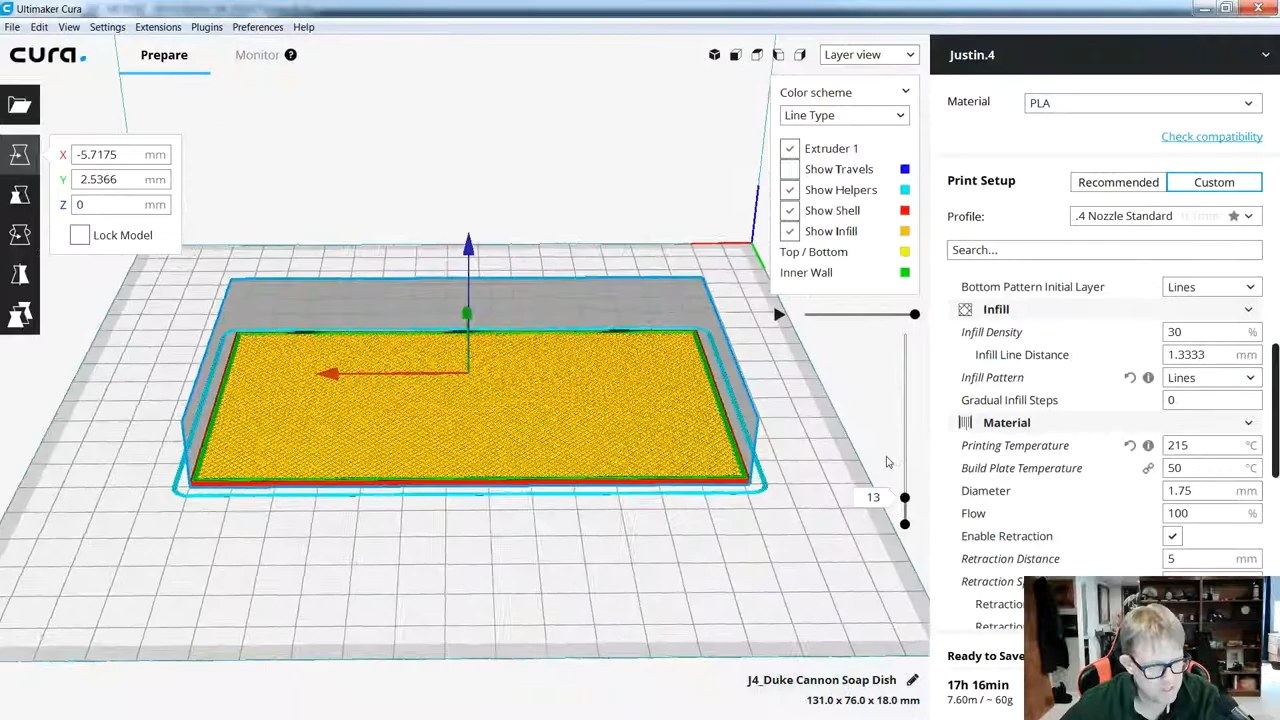 Ultimaker Cura
File Edit View Settings Extensions Plugins Preferences Help
cura.
Prepare
Monitor ?
Layer view
Justin.4
Color scheme
Line Type
Extruder 1
Show Travels
Show Helpers
Show Shell
Show Infill
Top / Bottom
Inner Wall
X -5.7175 mm
Y 2.5366 mm
Z 0 mm
Lock Model
13
J4_Duke Cannon Soap Dish
131.0 x 76.0 x 18.0 mm
Material PLA
Check compatibility
Print Setup Recommended Custom
Profile: .4 Nozzle Standard 0.1mm
Search...
Bottom Pattern Initial Layer Lines
Infill
Infill Density 30 %
Infill Line Distance 1.3333 mm
Infill Pattern Lines
Gradual Infill Steps 0
Material
Printing Temperature 215 °C
Build Plate Temperature 50 °C
Diameter 1.75 mm
Flow 100 %
Enable Retraction
Retraction Distance 5 mm
Retraction
Retraction
Ready to Save
17h 16min
7.60m / ~ 60g